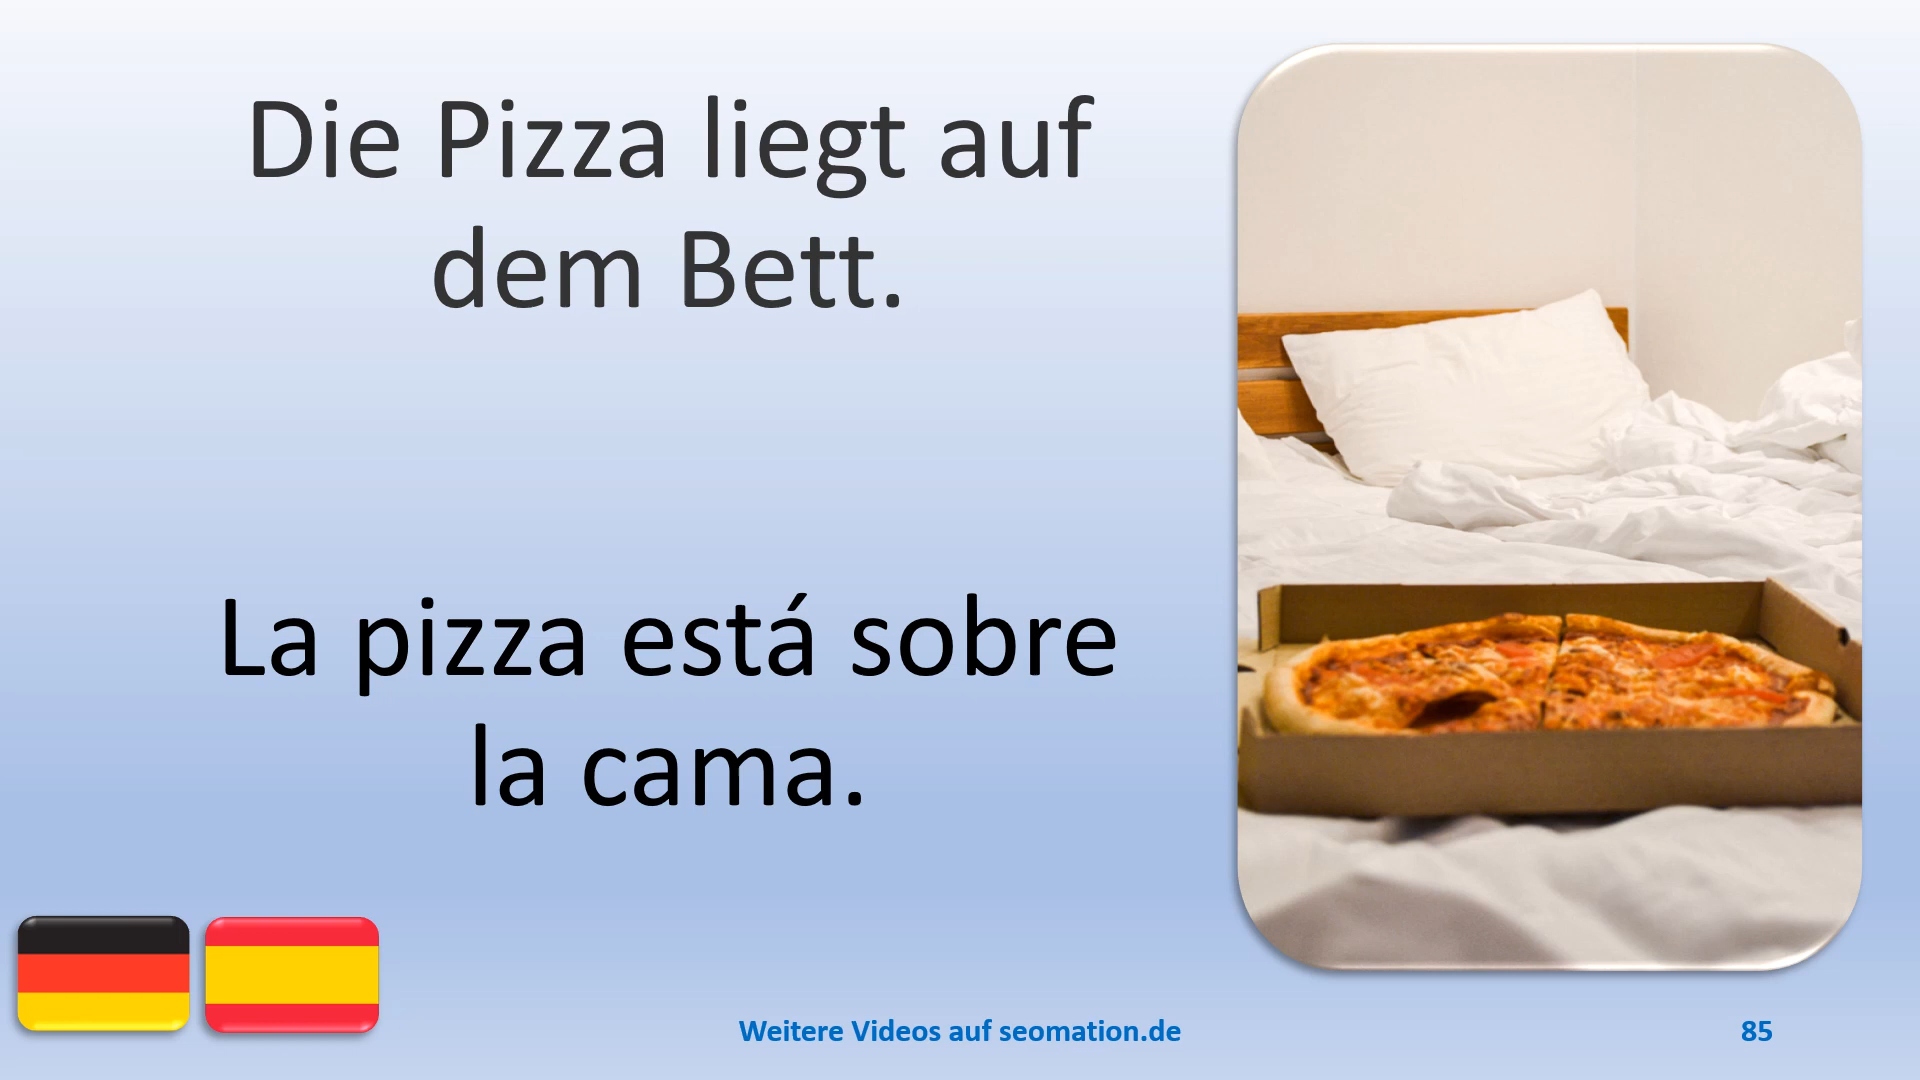 Die Pizza liegt auf
dem Bett.
La pizza está sobre
la cama.
Weitere Videos auf seomation.de
85